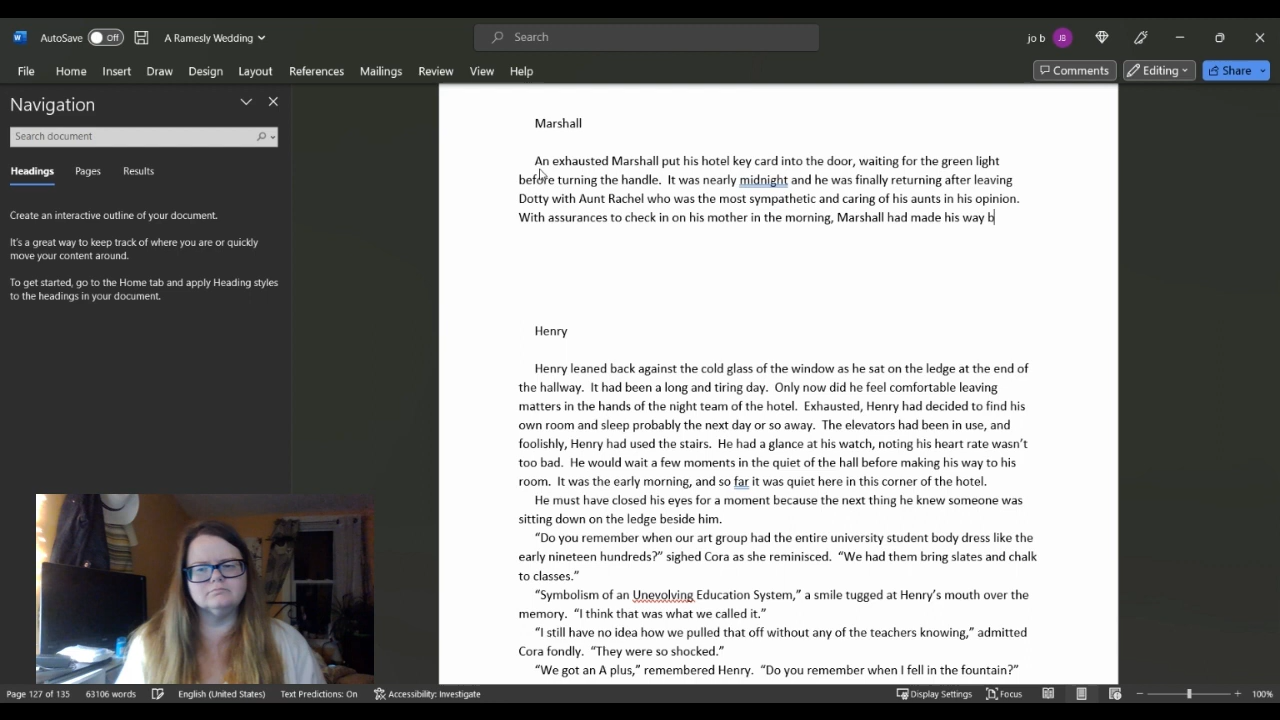 AutoSave Off A Ramesly Wedding Search jo b JB
File Home Insert Draw Design Layout References Mailings Review View Help Comments Editing Share
Navigation
Search document
Headings Pages Results
Create an interactive outline of your document.
It's a great way to keep track of where you are or quickly
move your content around.
To get started, go to the Home tab and apply Heading styles
to the headings in your document.
Marshall
An exhausted Marshall put his hotel key card into the door, waiting for the green light
before turning the handle.  It was nearly midnight and he was finally returning after leaving
Dotty with Aunt Rachel who was the most sympathetic and caring of his aunts in his opinion.
With assurances to check in on his mother in the morning, Marshall had made his way b
Henry
Henry leaned back against the cold glass of the window as he sat on the ledge at the end of
the hallway.  It had been a long and tiring day.  Only now did he feel comfortable leaving
matters in the hands of the night team of the hotel.  Exhausted, Henry had decided to find his
own room and sleep probably the next day or so away.  The elevators had been in use, and
foolishly, Henry had used the stairs.  He had a glance at his watch, noting his heart rate wasn't
too bad.  He would wait a few moments in the quiet of the hall before making his way to his
room.  It was the early morning, and so far it was quiet here in this corner of the hotel.
He must have closed his eyes for a moment because the next thing he knew someone was
sitting down on the ledge beside him.
“Do you remember when our art group had the entire university student body dress like the
early nineteen hundreds?” sighed Cora as she reminisced.  “We had them bring slates and chalk
to classes.”
“Symbolism of an Unevolving Education System,” a smile tugged at Henry's mouth over the
memory.  “I think that was what we called it.”
“I still have no idea how we pulled that off without any of the teachers knowing,” admitted
Cora fondly.  “They were so shocked.”
“We got an A plus,” remembered Henry.  “Do you remember when I fell in the fountain?”
Page 127 of 135 63106 words English (United States) Text Predictions: On Accessibility: Investigate Display Settings Focus 100%